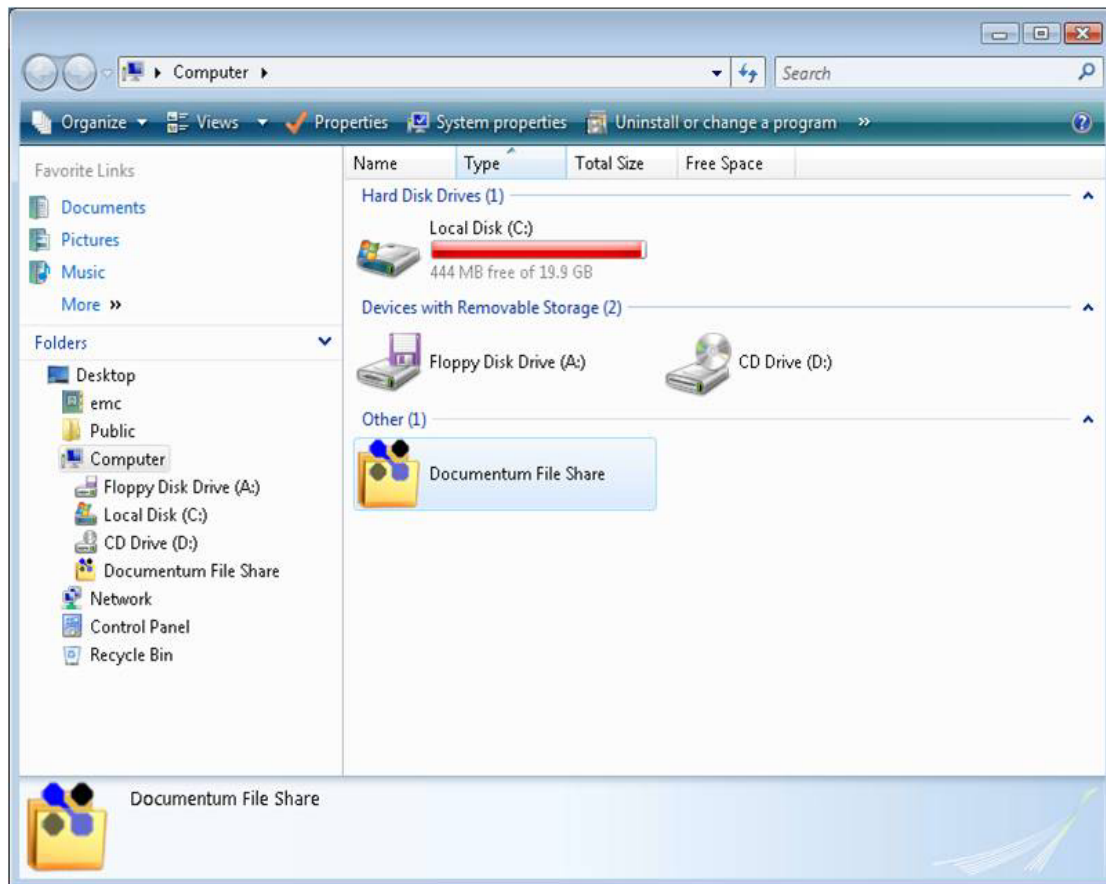 Computer
Search
Organize Views Properties System properties Uninstall or change a program »
Favorite Links
Documents
Pictures
Music
More »
Folders
Desktop
emc
Public
Computer
Floppy Disk Drive (A:)
Local Disk (C:)
CD Drive (D:)
Documentum File Share
Network
Control Panel
Recycle Bin
Name Type Total Size Free Space
Hard Disk Drives (1)
Local Disk (C:)
444 MB free of 19.9 GB
Devices with Removable Storage (2)
Floppy Disk Drive (A:) CD Drive (D:)
Other (1)
Documentum File Share
Documentum File Share